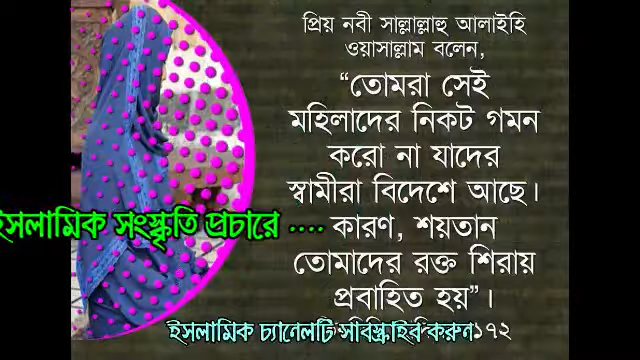 প্রিয় নবী সাল্লাল্লাহু আলাইহি
ওয়াসাল্লাম বলেন,
“তোমরা সেই
মহিলাদের নিকট গমন
করো না যাদের
স্বামীরা বিদেশে আছে।
কারণ, শয়তান
তোমাদের রক্ত শিরায়
প্রবাহিত হয়”।
১৭২
ইসলামিক সংস্কৃতি প্রচারে ....
ইসলামিক চ্যানেলটি সাবস্ক্রাইব করুন